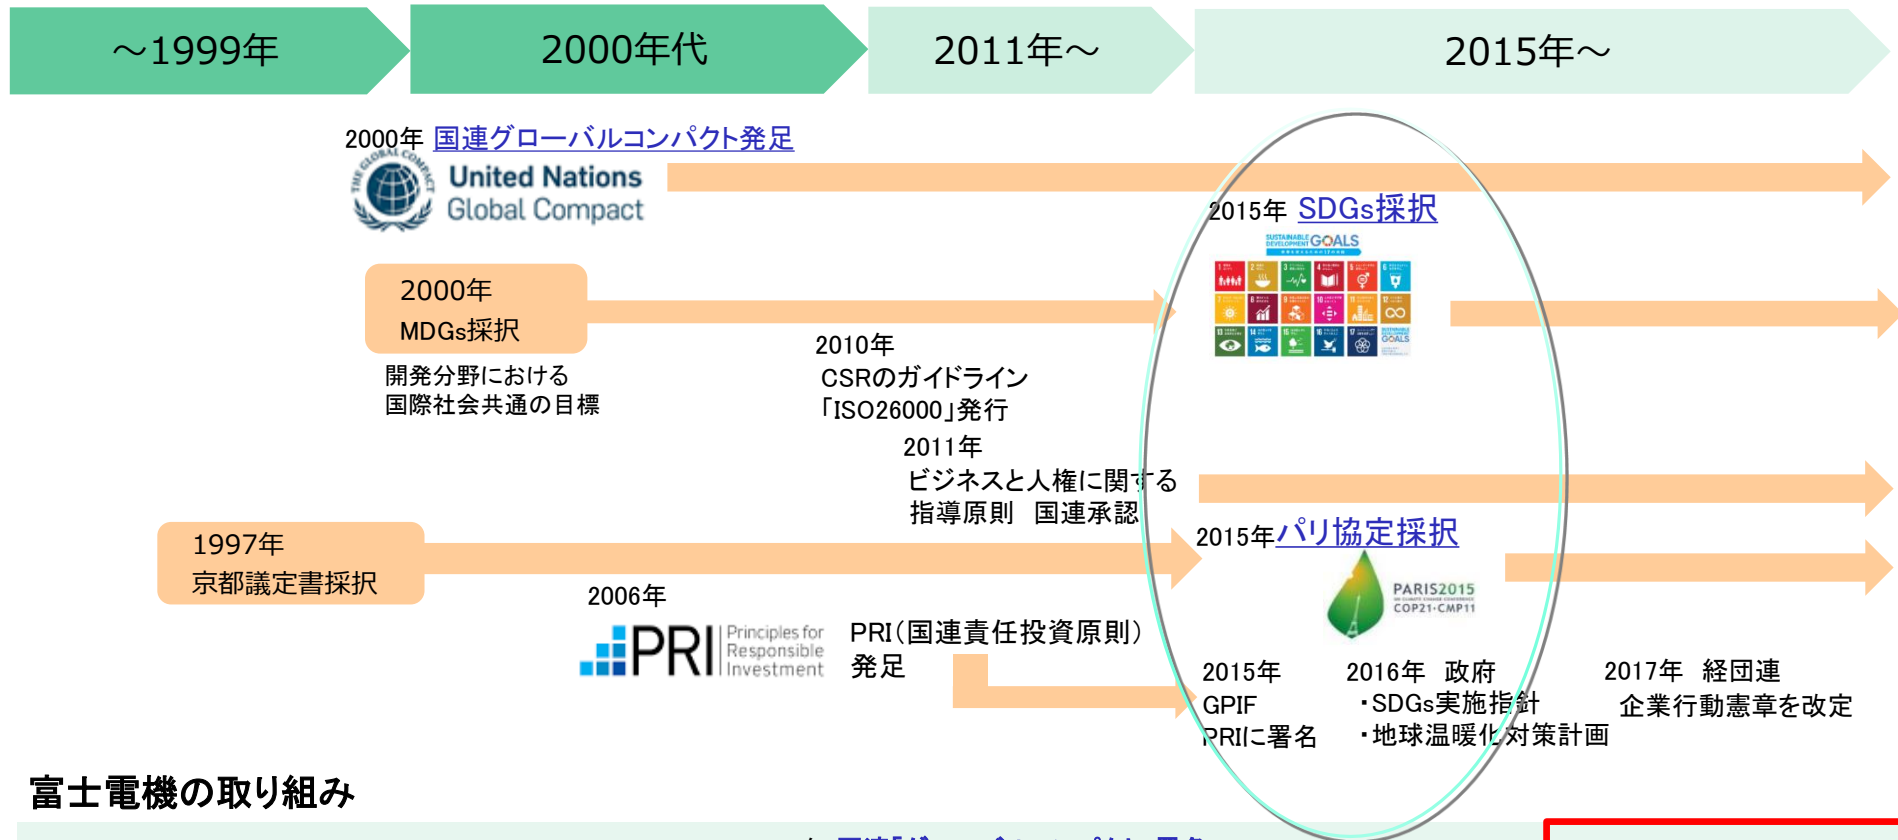 ～1999年
2000年代
2011年～
2015年～
2000年 国連グローバルコンパクト発足
THE GLOBAL COMPACT
United Nations
Global Compact
2015年 SDGs採択
SUSTAINABLE
DEVELOPMENT GOALS
2000年
MDGs採択
開発分野における
国際社会共通の目標
2010年
CSRのガイドライン
「ISO26000」発行
2011年
ビジネスと人権に関する
指導原則　国連承認
1997年
京都議定書採択
2015年パリ協定採択
PARIS2015
COP21·CMP11
2006年
PRI Principles for
Responsible
Investment
PRI（国連責任投資原則）
発足
2015年
GPIF
PRIに署名
2016年 政府
・SDGs実施指針
・地球温暖化対策計画
2017年 経団連
企業行動憲章を改定
富士電機の取り組み